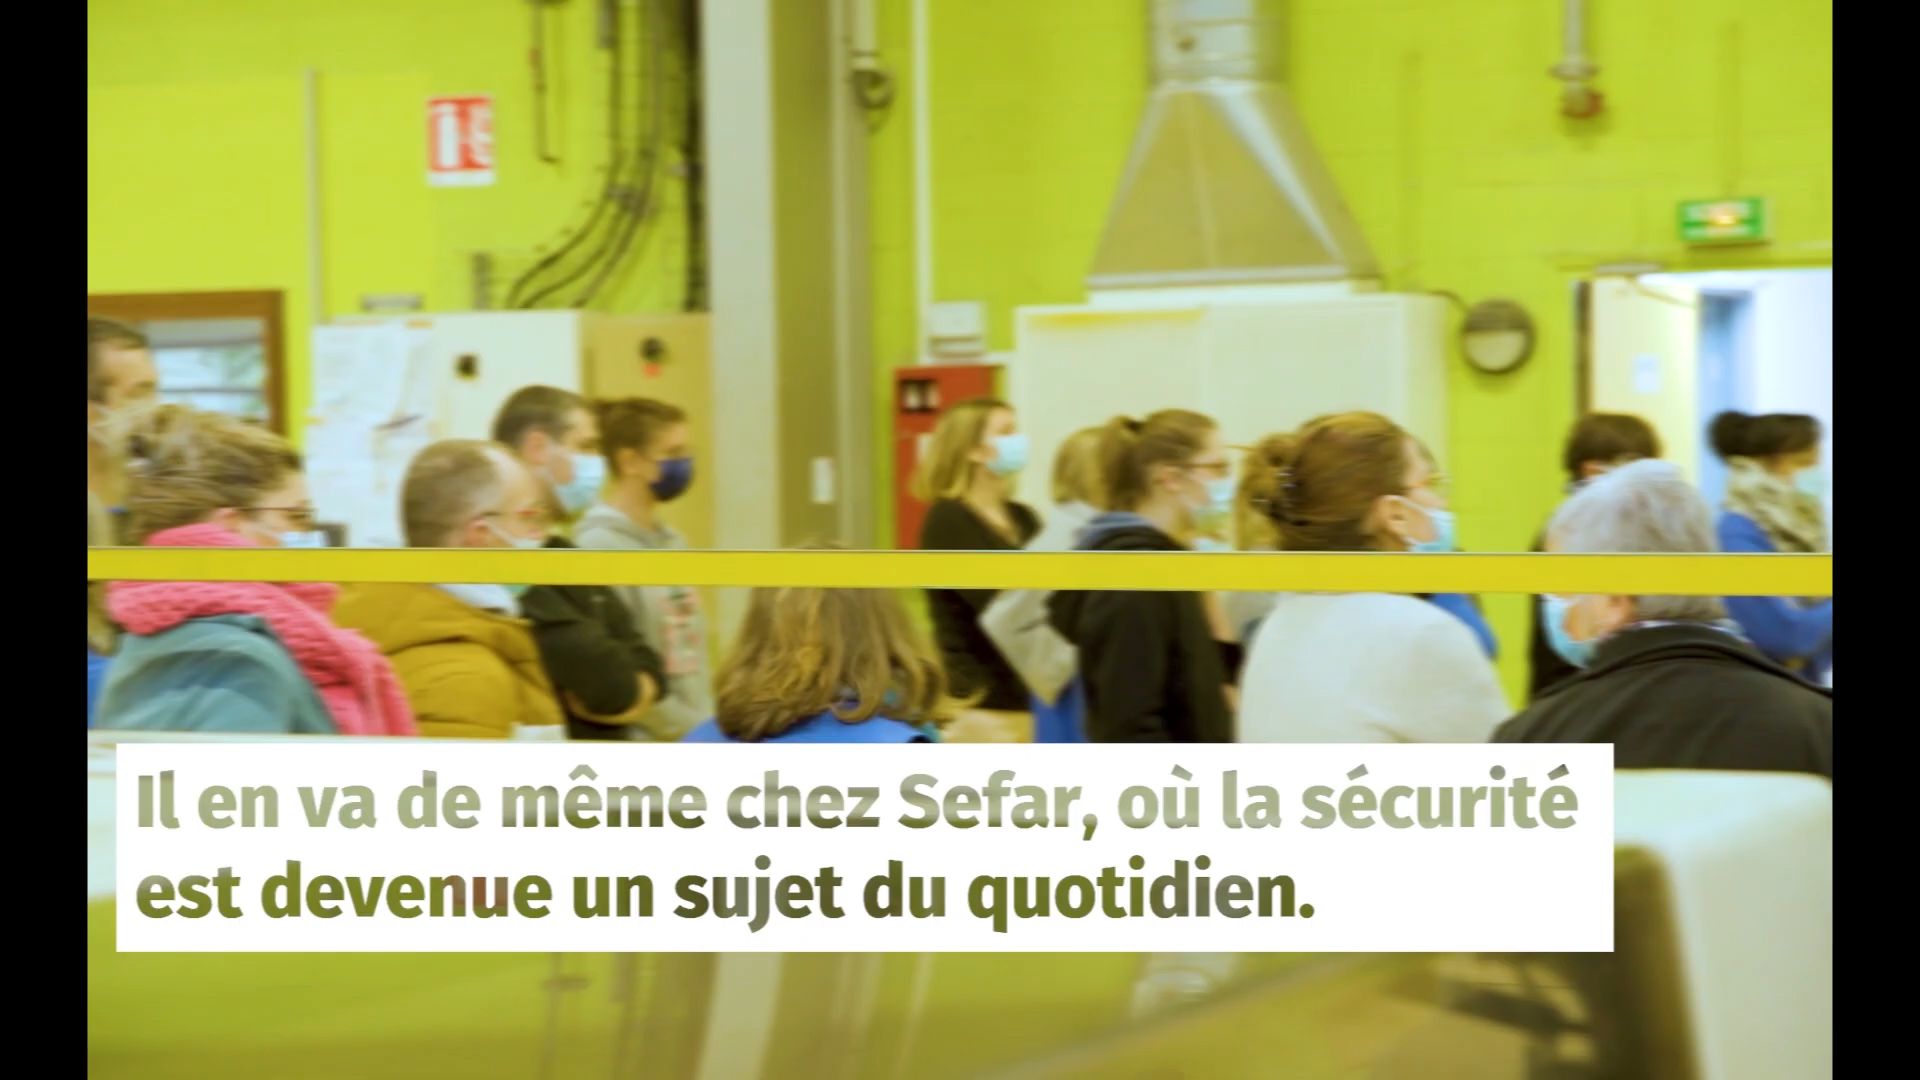 Il en va de même chez Sefar, où la sécurité
est devenue un sujet du quotidien.